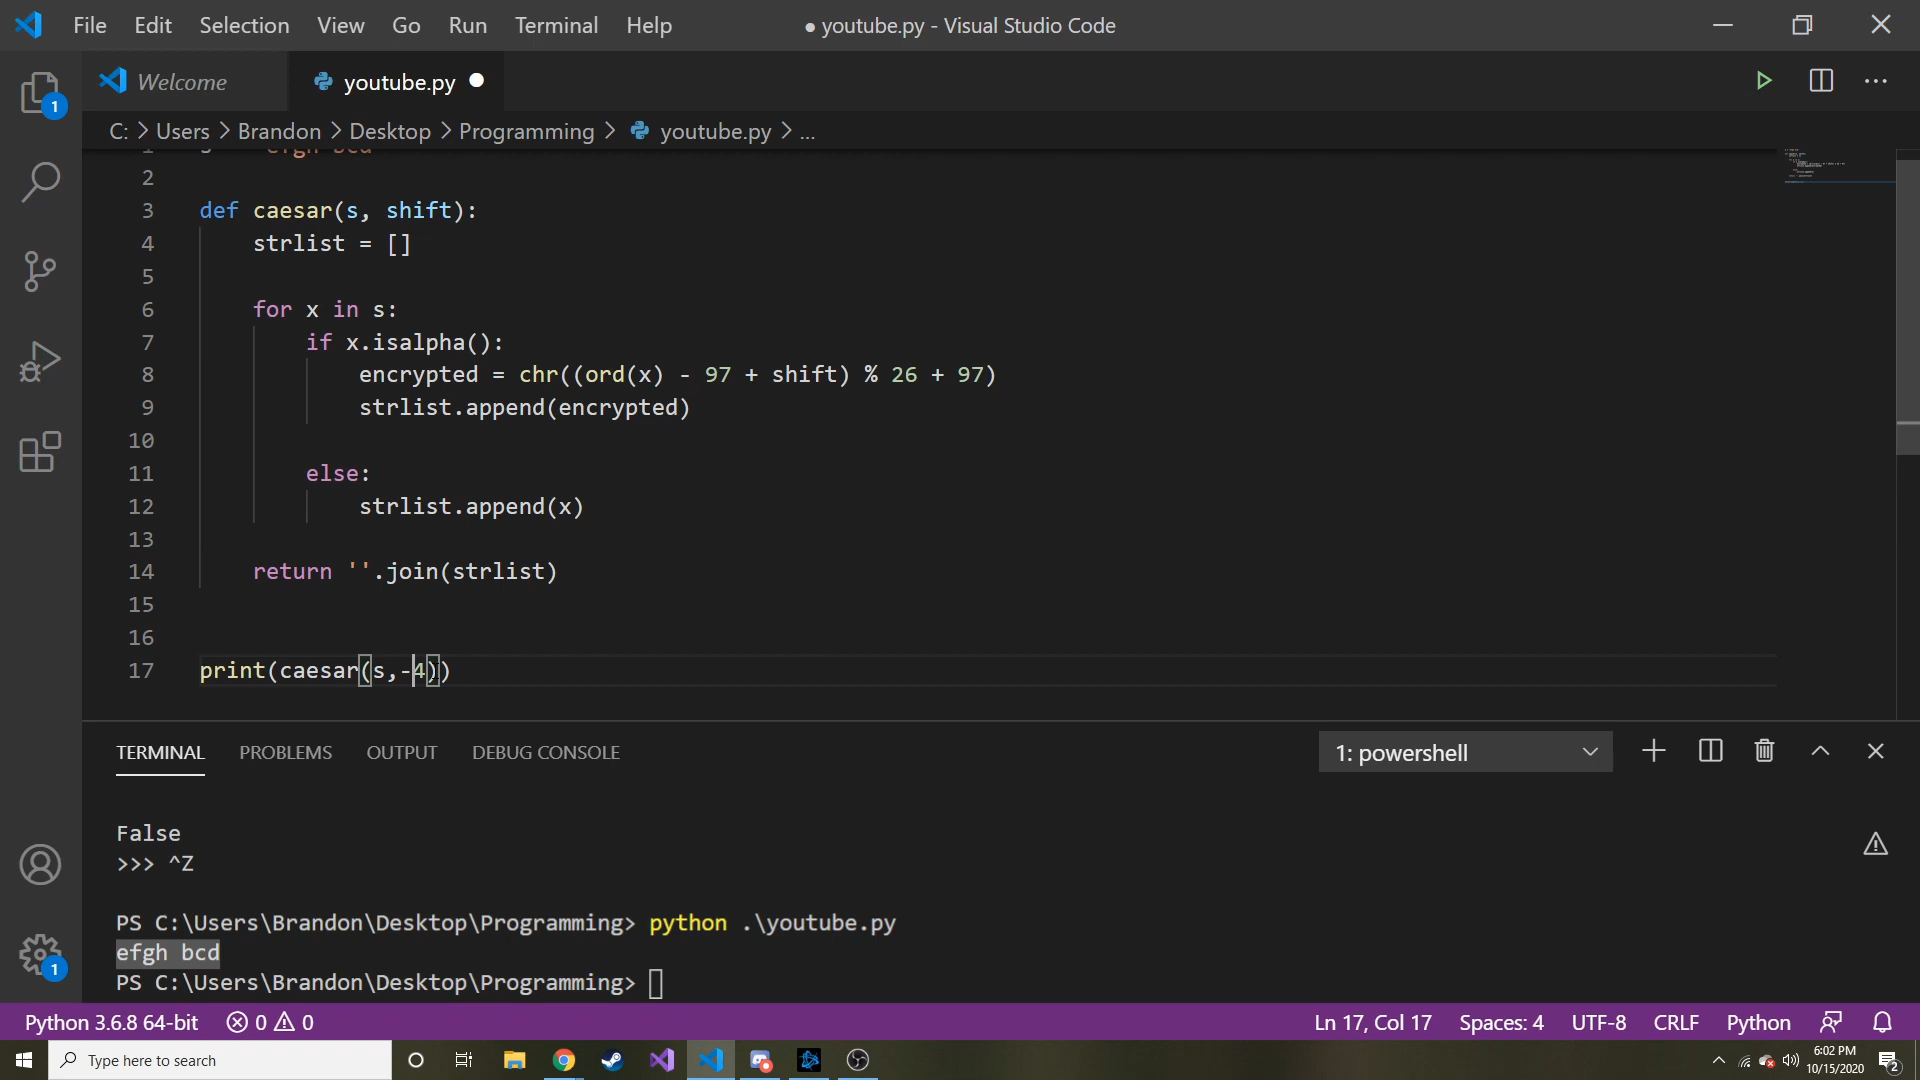 File Edit Selection View Go Run Terminal Help ● youtube.py - Visual Studio Code
Welcome youtube.py
C: > Users > Brandon > Desktop > Programming > youtube.py > ...
1
2
3 def caesar(s, shift):
4 strlist = []
5
6 for x in s:
7 if x.isalpha():
8 encrypted = chr((ord(x) - 97 + shift) % 26 + 97)
9 strlist.append(encrypted)
10
11 else:
12 strlist.append(x)
13
14 return ''.join(strlist)
15
16
17 print(caesar(s,-4))
TERMINAL PROBLEMS OUTPUT DEBUG CONSOLE 1: powershell
False
>>> ^Z
PS C:\Users\Brandon\Desktop\Programming> python .\youtube.py
efgh bcd
PS C:\Users\Brandon\Desktop\Programming>
1
Python 3.6.8 64-bit 0 0 Ln 17, Col 17 Spaces: 4 UTF-8 CRLF Python
Type here to search
6:02 PM
10/15/2020
2